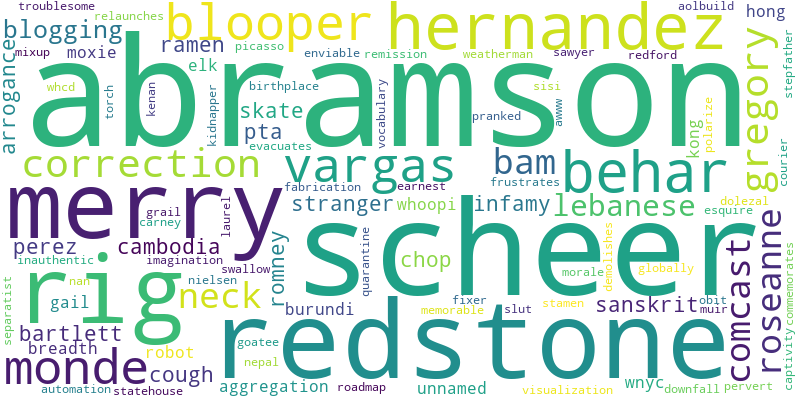 troublesome
relaunches
blogging
blooper
hernandez
aolbuild
hong
stepfather
mixup
moxie
ramen
picasso
enviable
remission
weatherman
sawyer
redford
arrogance
elk
abramson
gregory
whcd
torch
kenan
birthplace
vocabulary
sisi
kidnapper
skate
pta
pranked
awww
kong
polarize
evacuates
correction
vargas
bam
behar
courier
fabrication
earnest
frustrates
merry
grail
carney
laurel
stranger
whoopi
infamy
lebanese
dolezal
esquire
perez
cambodia
romney
quarantine
scheer
roseanne
comcast
inauthentic
imagination
swallow
chop
morale
demolishes
globally
commemorates
separatist
rig
nan
gail
nielsen
neck
burundi
fixer
memorable
slut
stamen
sanskrit
obit
muir
bartlett
breadth
robot
goatee
nepal
redstone
captivity
monde
cough
automation
statehouse
aggregation
roadmap
unnamed
visualization
wnyc
downfall
pervert